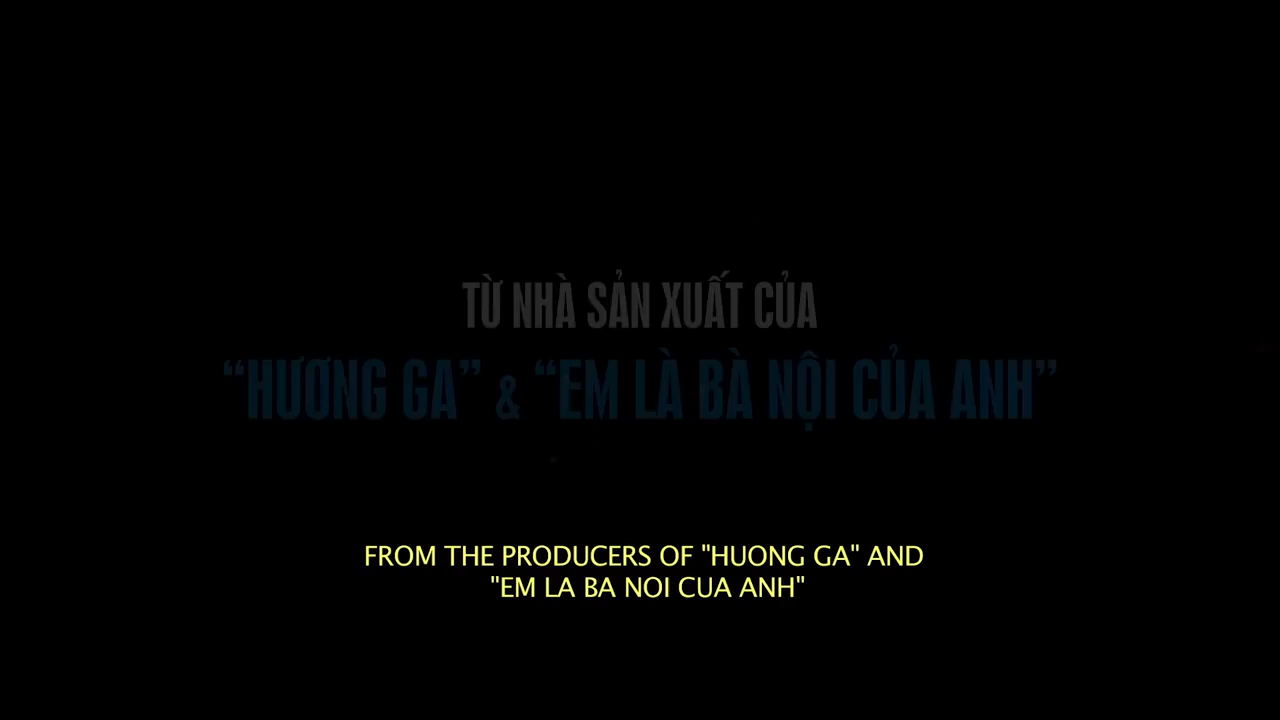 TỪ NHÀ SẢN XUẤT CỦA
“HƯƠNG GA” & “EM LÀ BÀ NỘI CỦA ANH”
FROM THE PRODUCERS OF "HUONG GA" AND
"EM LA BA NOI CUA ANH"